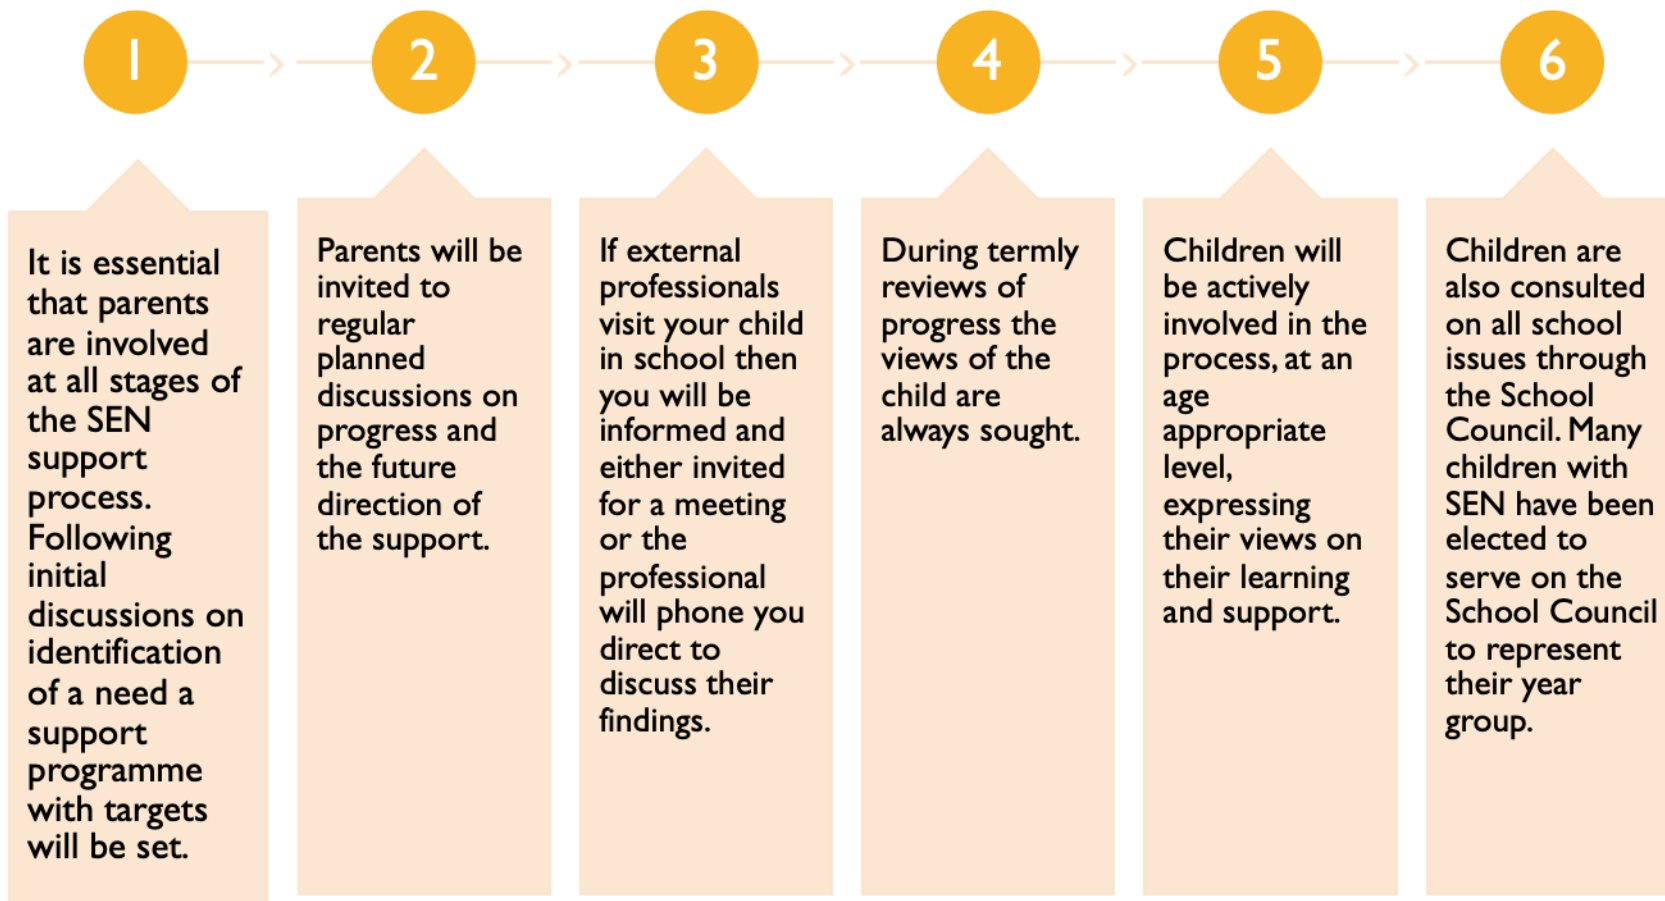 1
2
3
4
5
6
It is essential
that parents
are involved
at all stages of
the SEN
support
process.
Following
initial
discussions on
identification
of a need a
support
programme
with targets
will be set.
Parents will be
invited to
regular
planned
discussions on
progress and
the future
direction of
the support.
If external
professionals
visit your child
in school then
you will be
informed and
either invited
for a meeting
or the
professional
will phone you
direct to
discuss their
findings.
During termly
reviews of
progress the
views of the
child are
always sought.
Children will
be actively
involved in the
process, at an
age
appropriate
level,
expressing
their views on
their learning
and support.
Children are
also consulted
on all school
issues through
the School
Council. Many
children with
SEN have been
elected to
serve on the
School Council
to represent
their year
group.